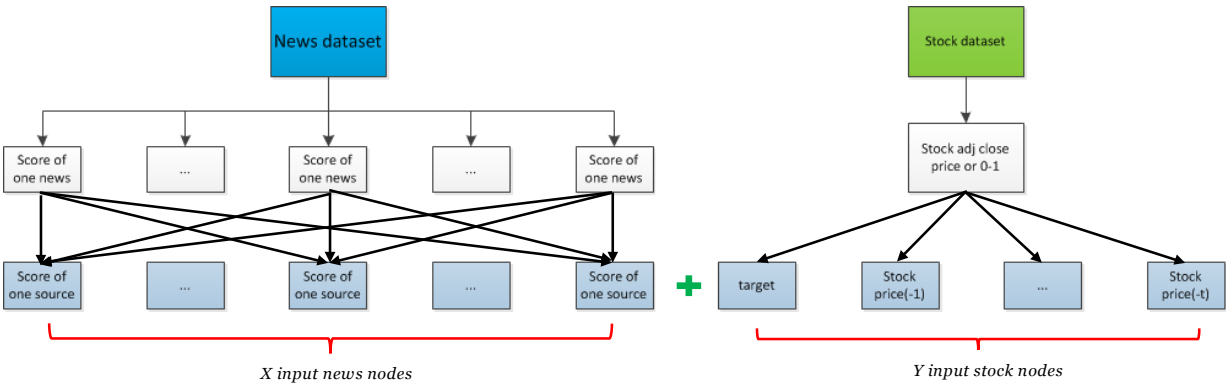 News dataset
Stock dataset
Score of
one news
...
Score of
one news
...
Score of
one news
Stock adj close
price or 0-1
Score of
one source
...
Score of
one source
...
Score of
one source
target
Stock
price(-1)
...
Stock
price(-t)
X input news nodes
Y input stock nodes